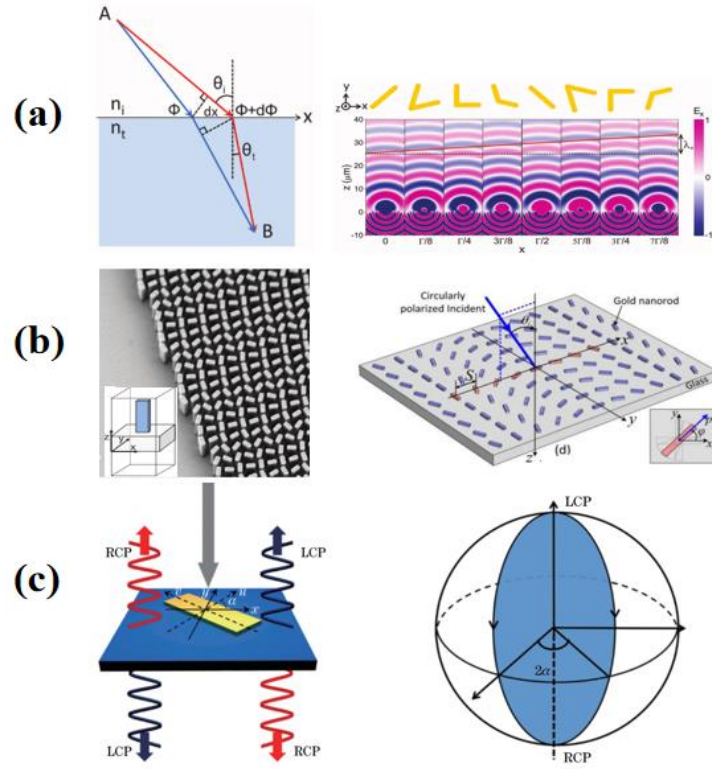 (a)
A
θi
ni
Φ
dx
Φ+dΦ
X
nt
θt
B
y
z
x
Ex
z (μm)
40
30
20
10
0
-10
1
0
-1
0
Γ/8
Γ/4
3Γ/8
Γ/2
5Γ/8
3Γ/4
7Γ/8
x
(b)
z
y
x
Circularly
polarized Incident
Gold nanorod
θ
x
S
Glass
y
(d)
z
y
x
φ
(c)
RCP
LCP
v
y
u
α
x
LCP
RCP
LCP
2α
RCP